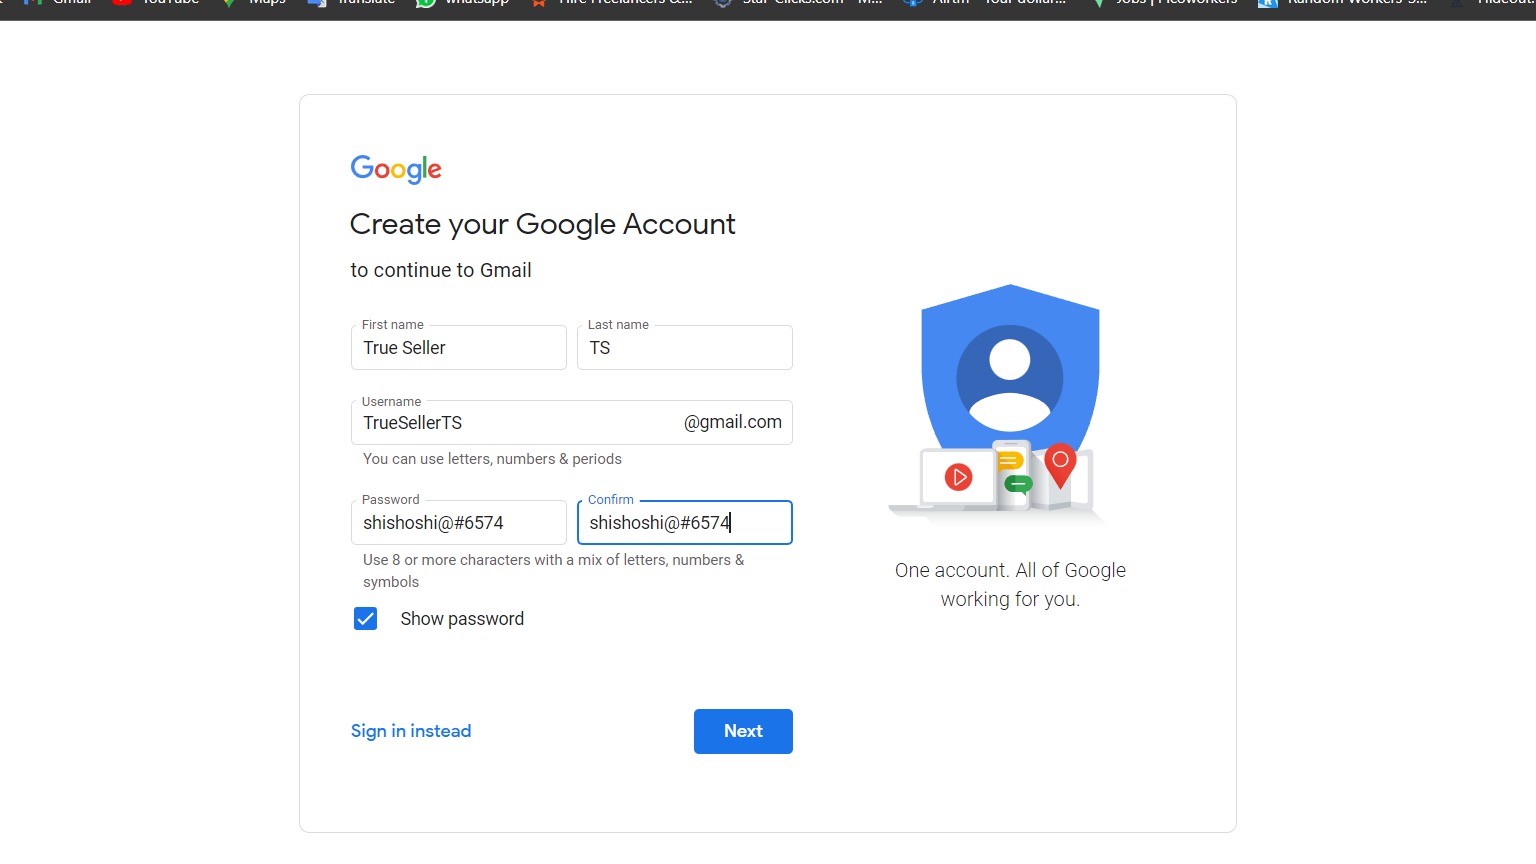 Gmail YouTube Maps Translate whatsapp Hire Freelancers &... Star-Clicks.com - M... Airtm - Your dollar... Jobs | Picoworkers Random Workers-S... Hideout.
Google
Create your Google Account
to continue to Gmail
First name Last name
True Seller TS
Username
TrueSellerTS @gmail.com
You can use letters, numbers & periods
Password Confirm
shishoshi@#6574 shishoshi@#6574
Use 8 or more characters with a mix of letters, numbers &
symbols
Show password
One account. All of Google
working for you.
Sign in instead Next